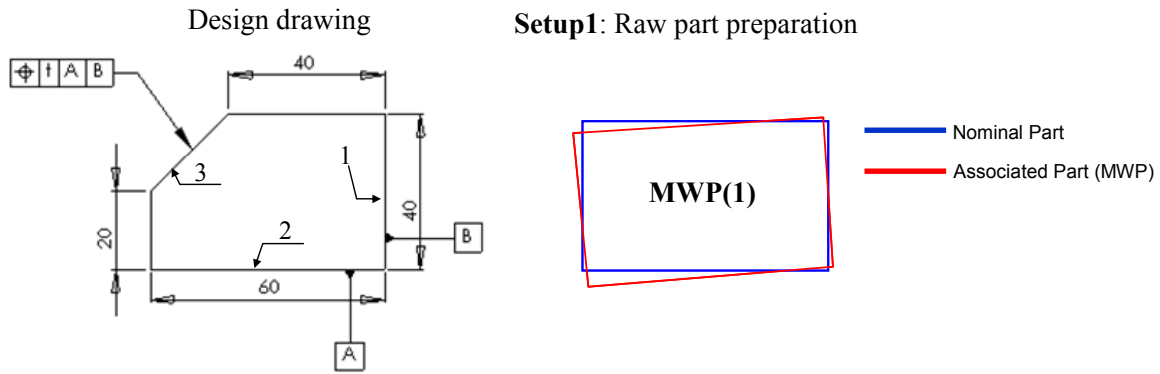 Design drawing
Setup1: Raw part preparation
⌖ t A B
40
1
3
40
20
2
B
60
A
MWP(1)
Nominal Part
Associated Part (MWP)